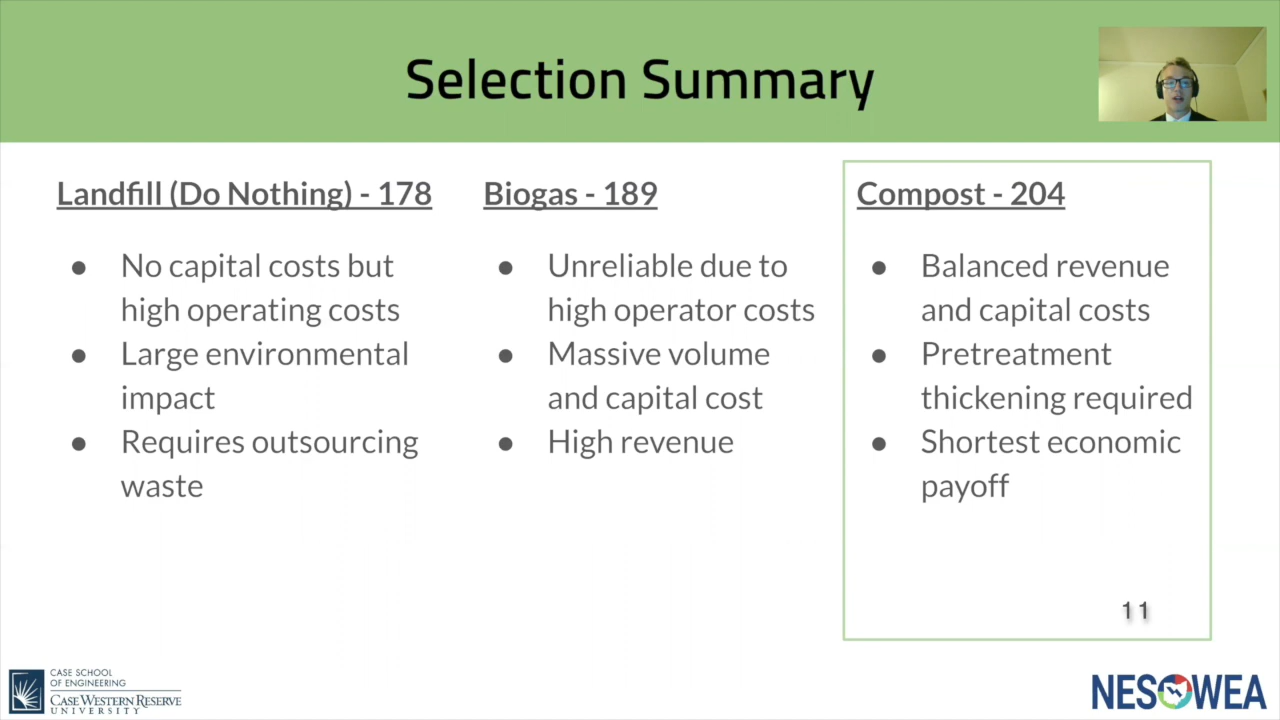 Selection Summary
Landfill (Do Nothing) - 178
● No capital costs but
high operating costs
● Large environmental
impact
● Requires outsourcing
waste
Biogas - 189
● Unreliable due to
high operator costs
● Massive volume
and capital cost
● High revenue
Compost - 204
● Balanced revenue
and capital costs
● Pretreatment
thickening required
● Shortest economic
payoff
11
CASE SCHOOL
OF ENGINEERING
CASE WESTERN RESERVE
UNIVERSITY
NESOWEA